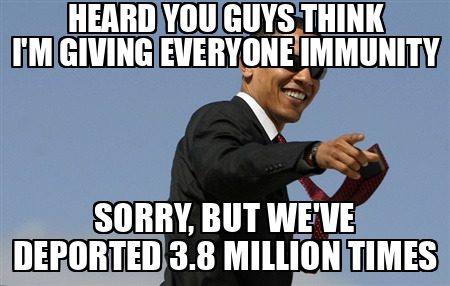 HEARD YOU GUYS THINK
I'M GIVING EVERYONE IMMUNITY
SORRY, BUT WE'VE
DEPORTED 3.8 MILLION TIMES